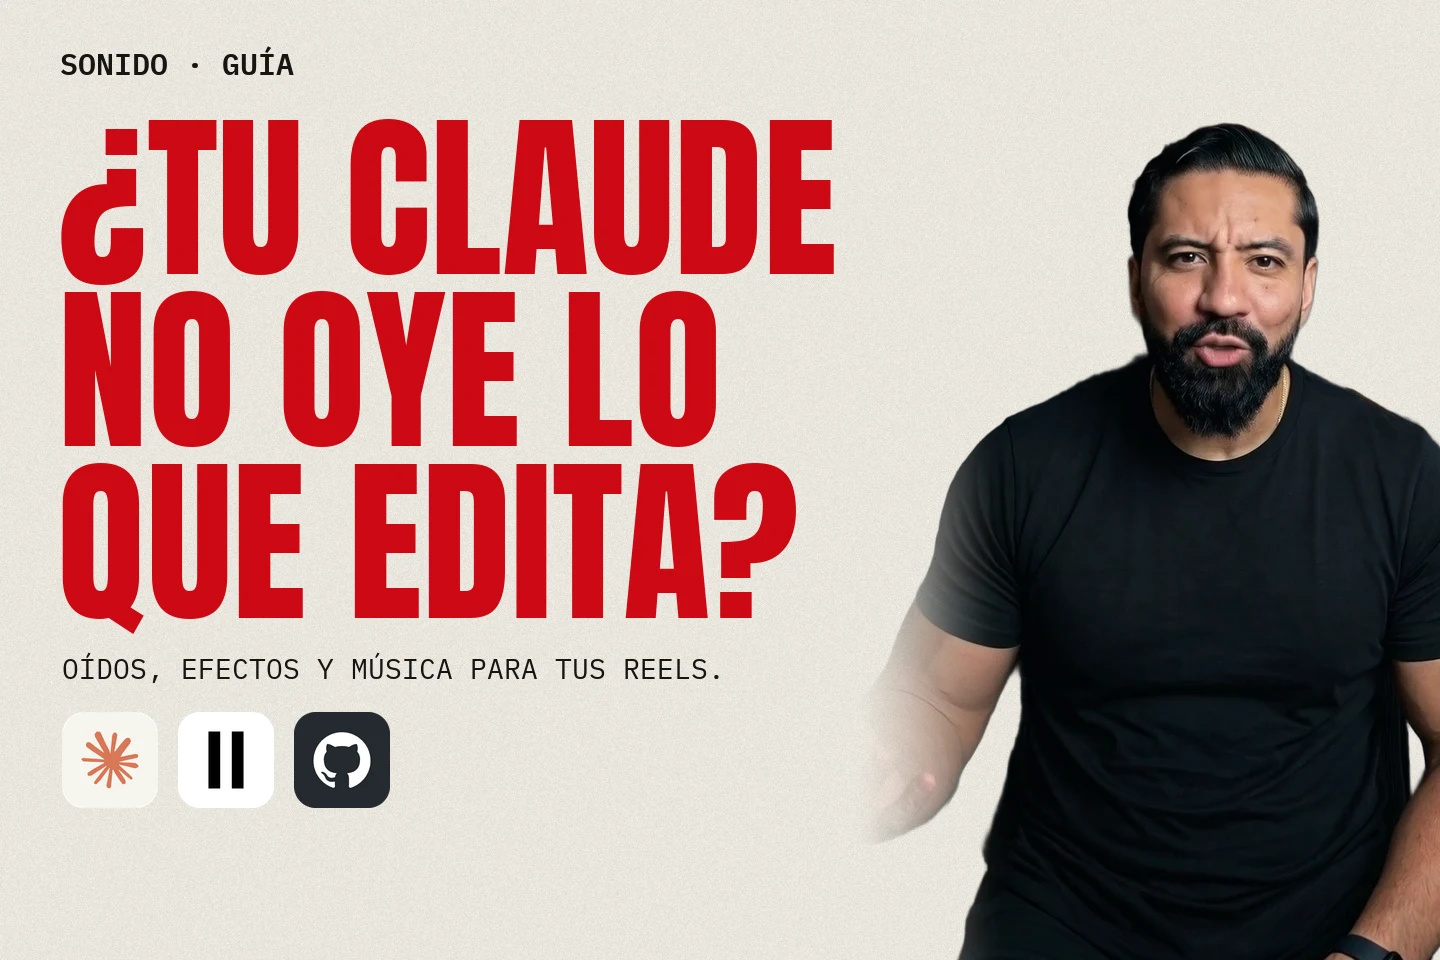 SONIDO · GUÍA
¿TU CLAUDE
NO OYE LO
QUE EDITA?
OÍDOS, EFECTOS Y MÚSICA PARA TUS REELS.